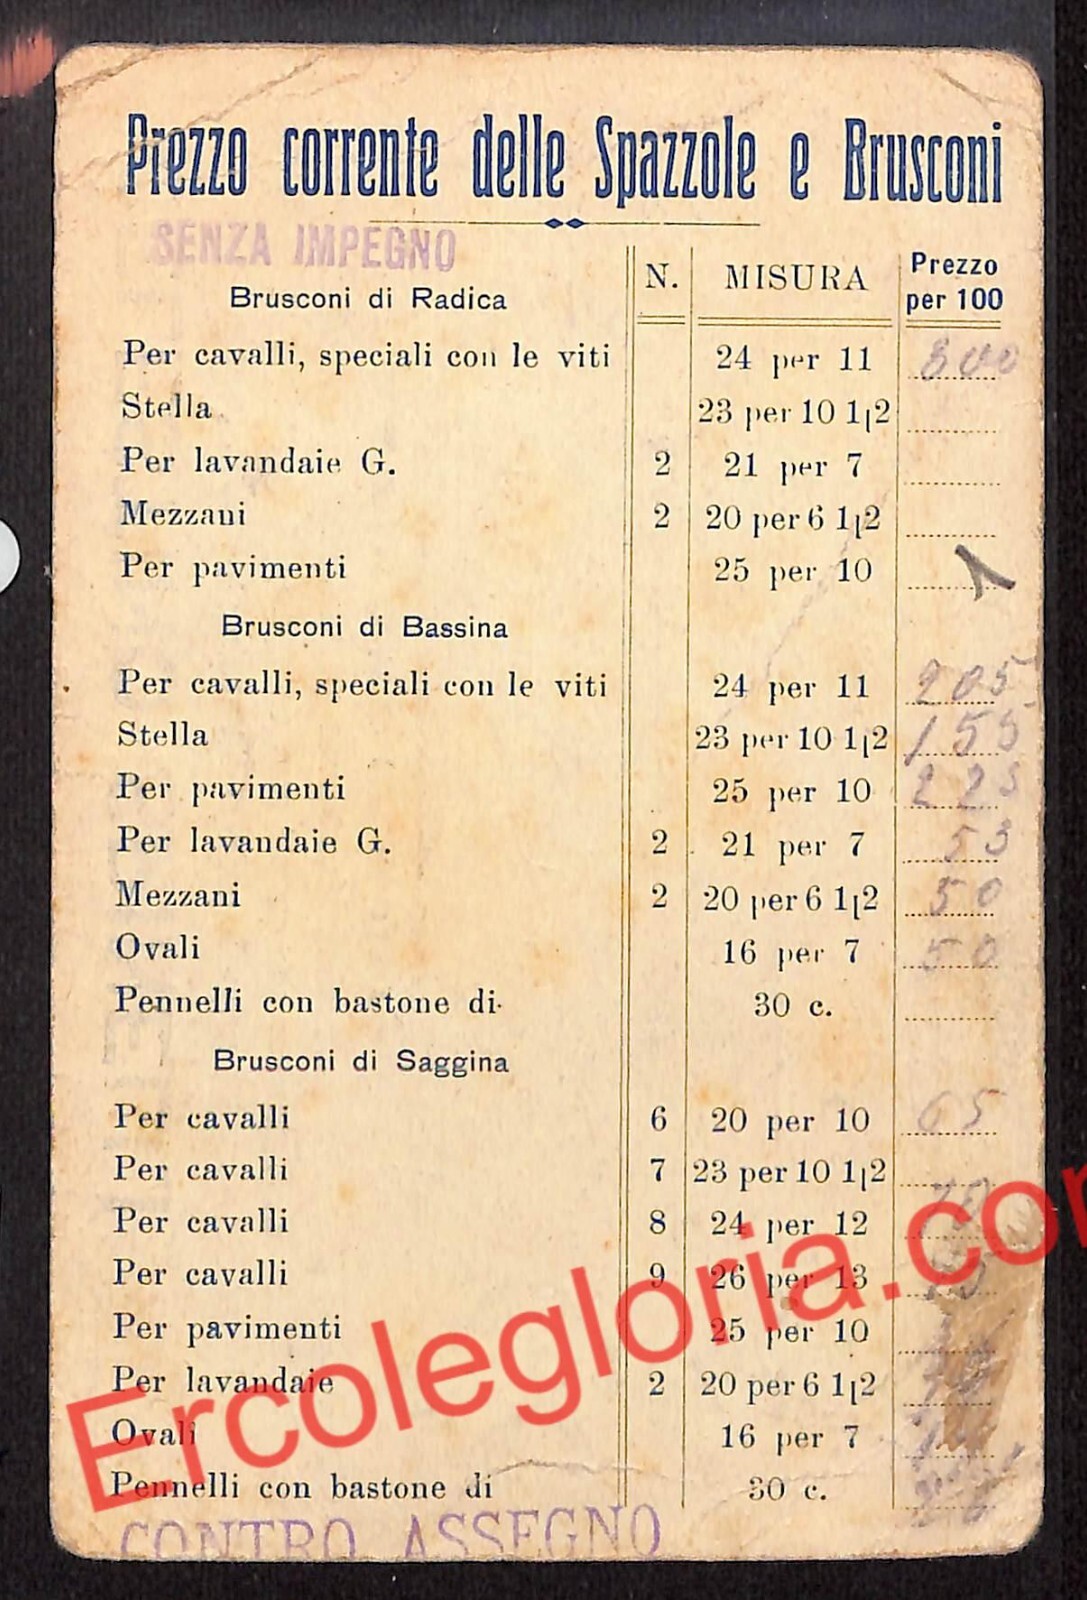 Prezzo corrente delle Spazzole e Brusconi
SENZA IMPEGNO
N. MISURA Prezzo per 100
Brusconi di Radica
Per cavalli, speciali con le viti 24 per 11 800
Stella 23 per 10 1|2
Per lavandaie G. 2 21 per 7
Mezzani 2 20 per 6 1|2
Per pavimenti 25 per 10
Brusconi di Bassina
Per cavalli, speciali con le viti 24 per 11 205
Stella 23 per 10 1|2 155
Per pavimenti 25 per 10 225
Per lavandaie G. 2 21 per 7 53
Mezzani 2 20 per 6 1|2 50
Ovali 16 per 7 50
Pennelli con bastone di 30 c.
Brusconi di Saggina
Per cavalli 6 20 per 10 65
Per cavalli 7 23 per 10 1|2
Per cavalli 8 24 per 12
Per cavalli 9 26 per 13
Per pavimenti 25 per 10
Per lavandaie 2 20 per 6 1|2
Ovali 16 per 7
Pennelli con bastone di 30 c.
CONTRO ASSEGNO
Ercolegloria.com